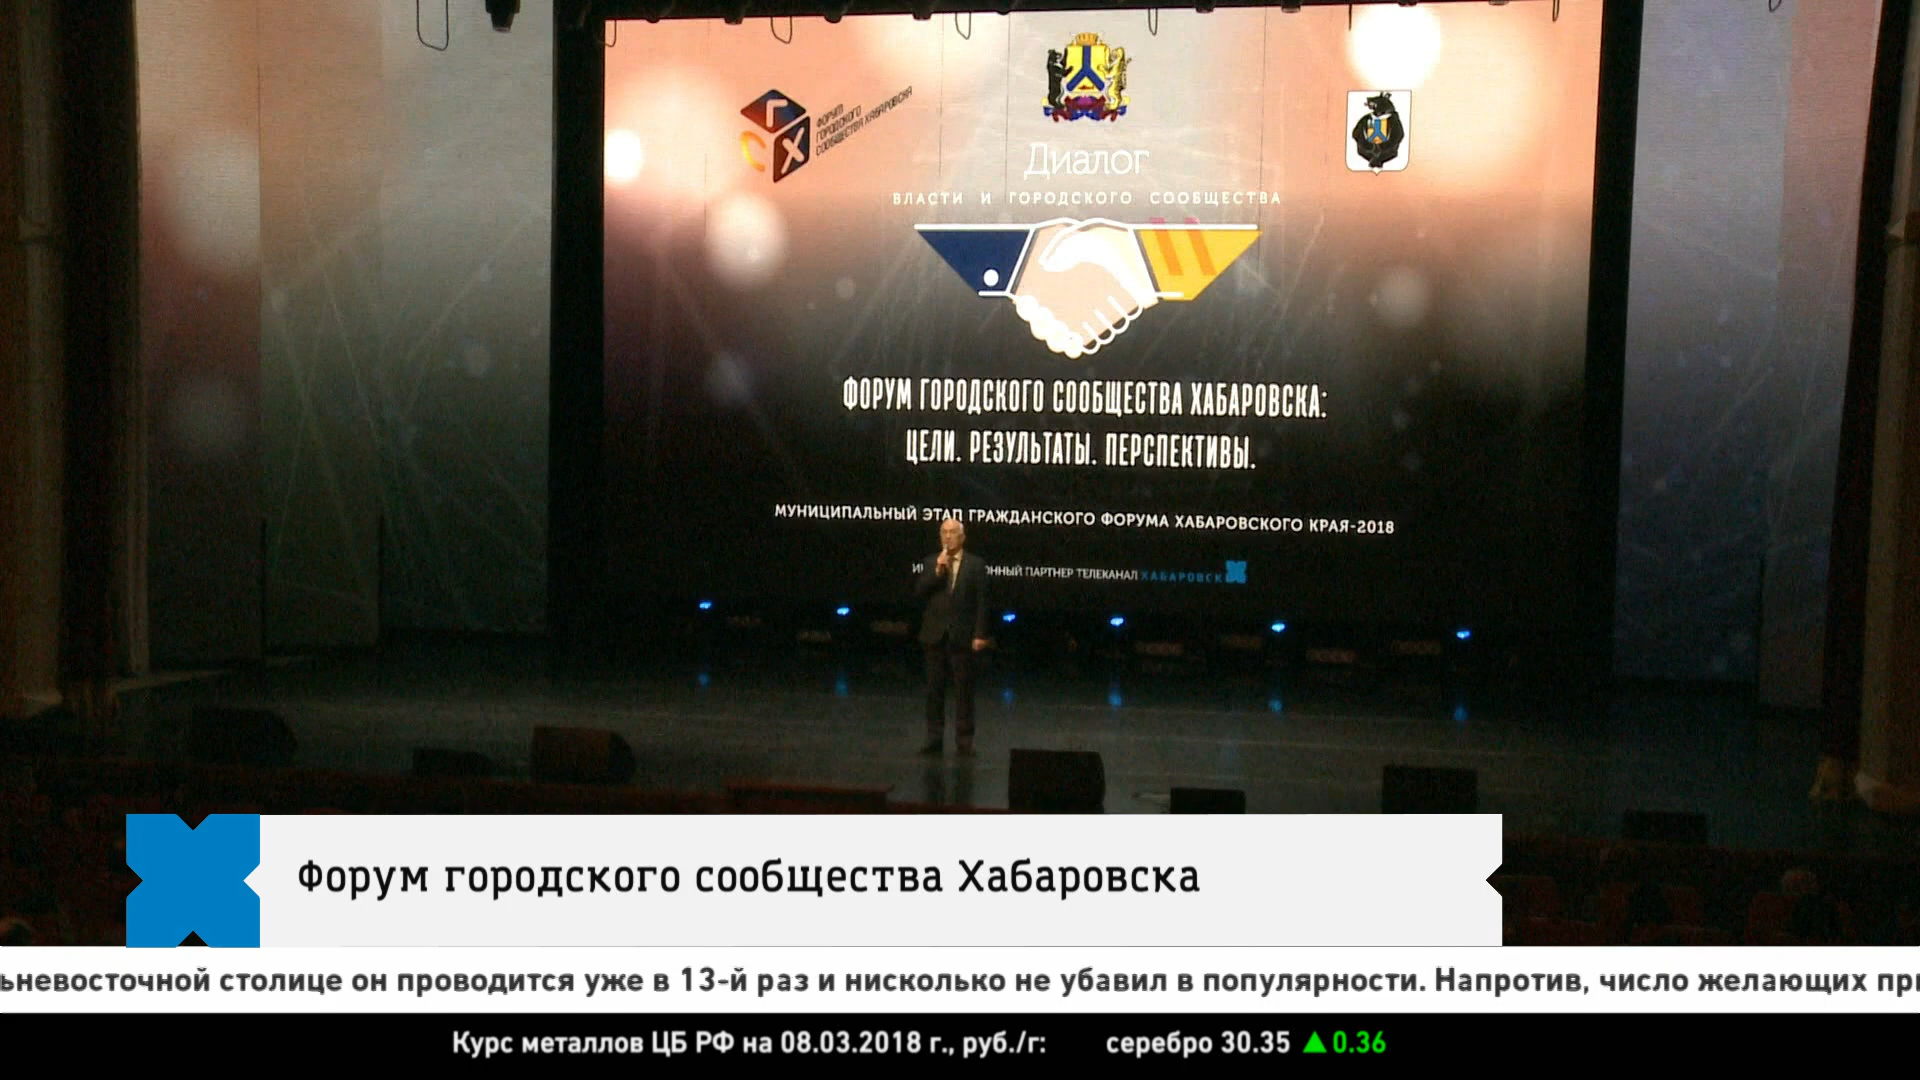 Г
С Х
ФОРУМ
ГОРОДСКОГО
СООБЩЕСТВА ХАБАРОВСКА
Диалог
ВЛАСТИ И ГОРОДСКОГО СООБЩЕСТВА
ФОРУМ ГОРОДСКОГО СООБЩЕСТВА ХАБАРОВСКА:
ЦЕЛИ. РЕЗУЛЬТАТЫ. ПЕРСПЕКТИВЫ.
МУНИЦИПАЛЬНЫЙ ЭТАП ГРАЖДАНСКОГО ФОРУМА ХАБАРОВСКОГО КРАЯ-2018
ПАРТНЕР ТЕЛЕКАНАЛ ХАБАРОВСК
Форум городского сообщества Хабаровска
ьневосточной столице он проводится уже в 13-й раз и нисколько не убавил в популярности. Напротив, число желающих при
Курс металлов ЦБ РФ на 08.03.2018 г., руб./г: серебро 30.35 ▲0.36